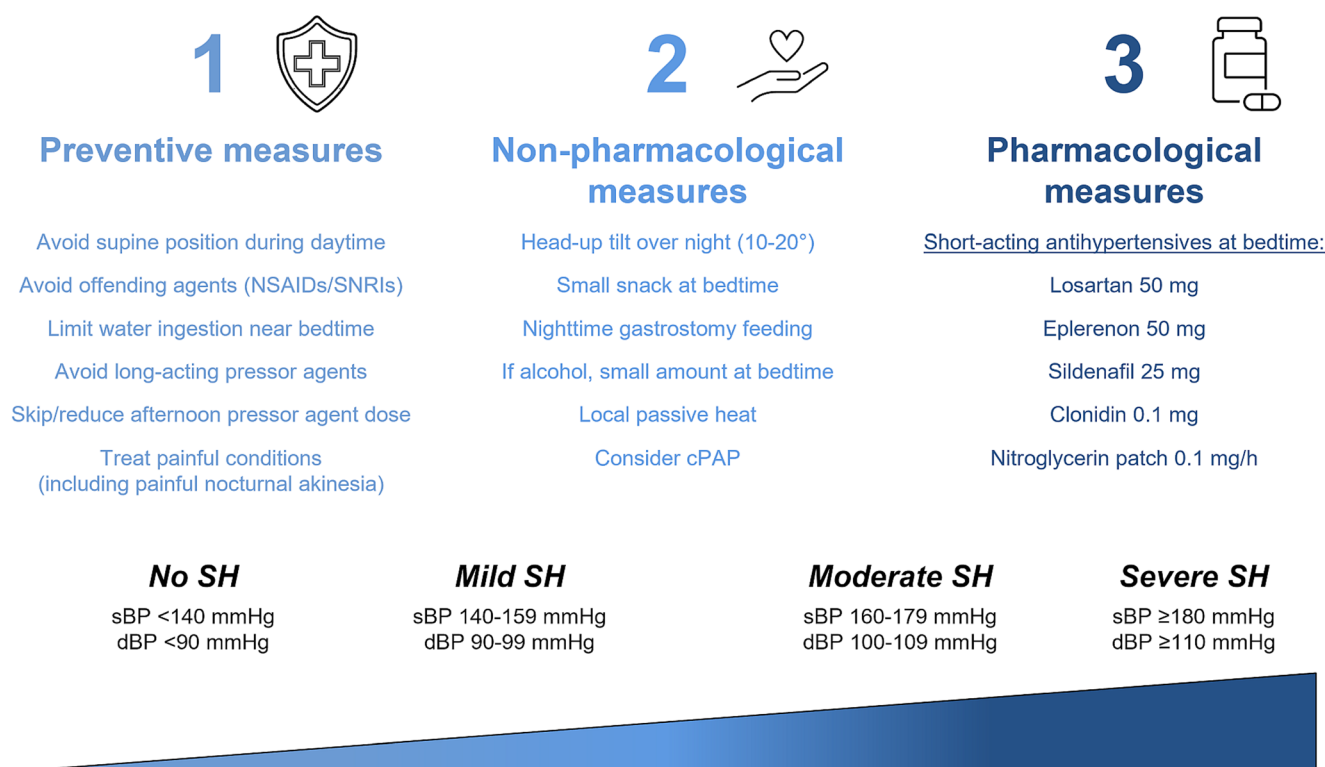 1
Preventive measures
Avoid supine position during daytime
Avoid offending agents (NSAIDs/SNRIs)
Limit water ingestion near bedtime
Avoid long-acting pressor agents
Skip/reduce afternoon pressor agent dose
Treat painful conditions
(including painful nocturnal akinesia)
2
Non-pharmacological
measures
Head-up tilt over night (10-20°)
Small snack at bedtime
Nighttime gastrostomy feeding
If alcohol, small amount at bedtime
Local passive heat
Consider cPAP
3
Pharmacological
measures
Short-acting antihypertensives at bedtime:
Losartan 50 mg
Eplerenon 50 mg
Sildenafil 25 mg
Clonidin 0.1 mg
Nitroglycerin patch 0.1 mg/h
No SH
sBP <140 mmHg
dBP <90 mmHg
Mild SH
sBP 140-159 mmHg
dBP 90-99 mmHg
Moderate SH
sBP 160-179 mmHg
dBP 100-109 mmHg
Severe SH
sBP ≥180 mmHg
dBP ≥110 mmHg